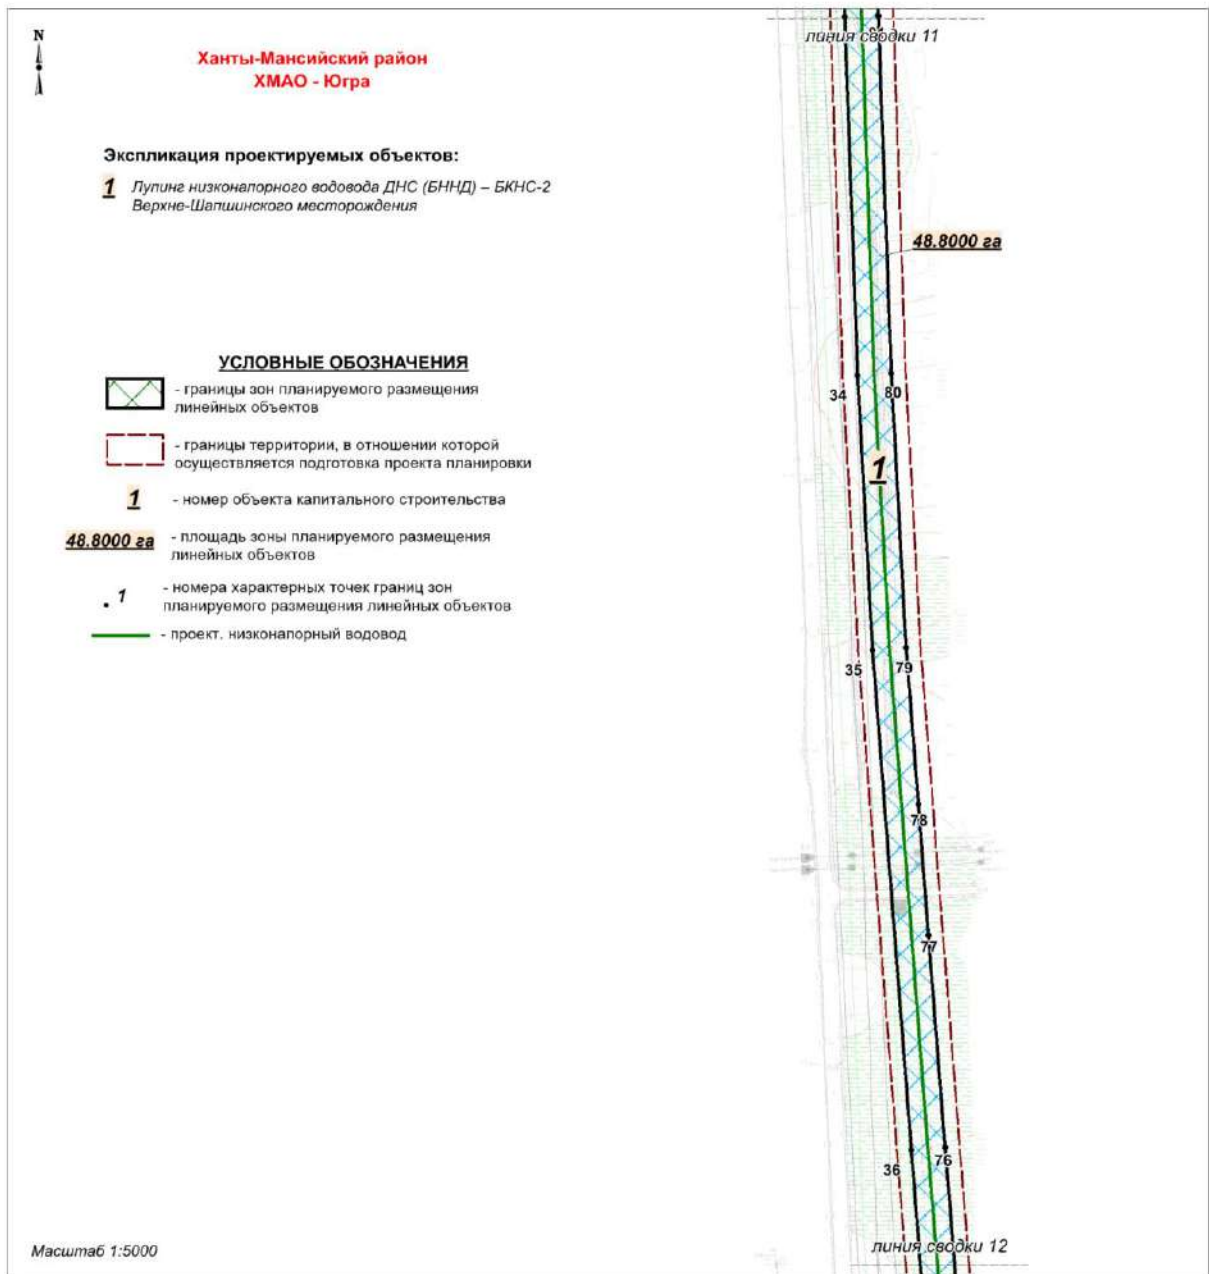 N
Ханты-Мансийский район
ХМАО - Югра
Экспликация проектируемых объектов:
1 Лупинг низконапорного водовода ДНС (БННД) – БКНС-2
Верхне-Шапшинского месторождения
УСЛОВНЫЕ ОБОЗНАЧЕНИЯ
- границы зон планируемого размещения
линейных объектов
- границы территории, в отношении которой
осуществляется подготовка проекта планировки
1 - номер объекта капитального строительства
48.8000 га - площадь зоны планируемого размещения
линейных объектов
1 - номера характерных точек границ зон
планируемого размещения линейных объектов
- проект. низконапорный водовод
Масштаб 1:5000
линия сводки 11
48.8000 га
34
80
1
35
79
78
77
36
76
линия сводки 12